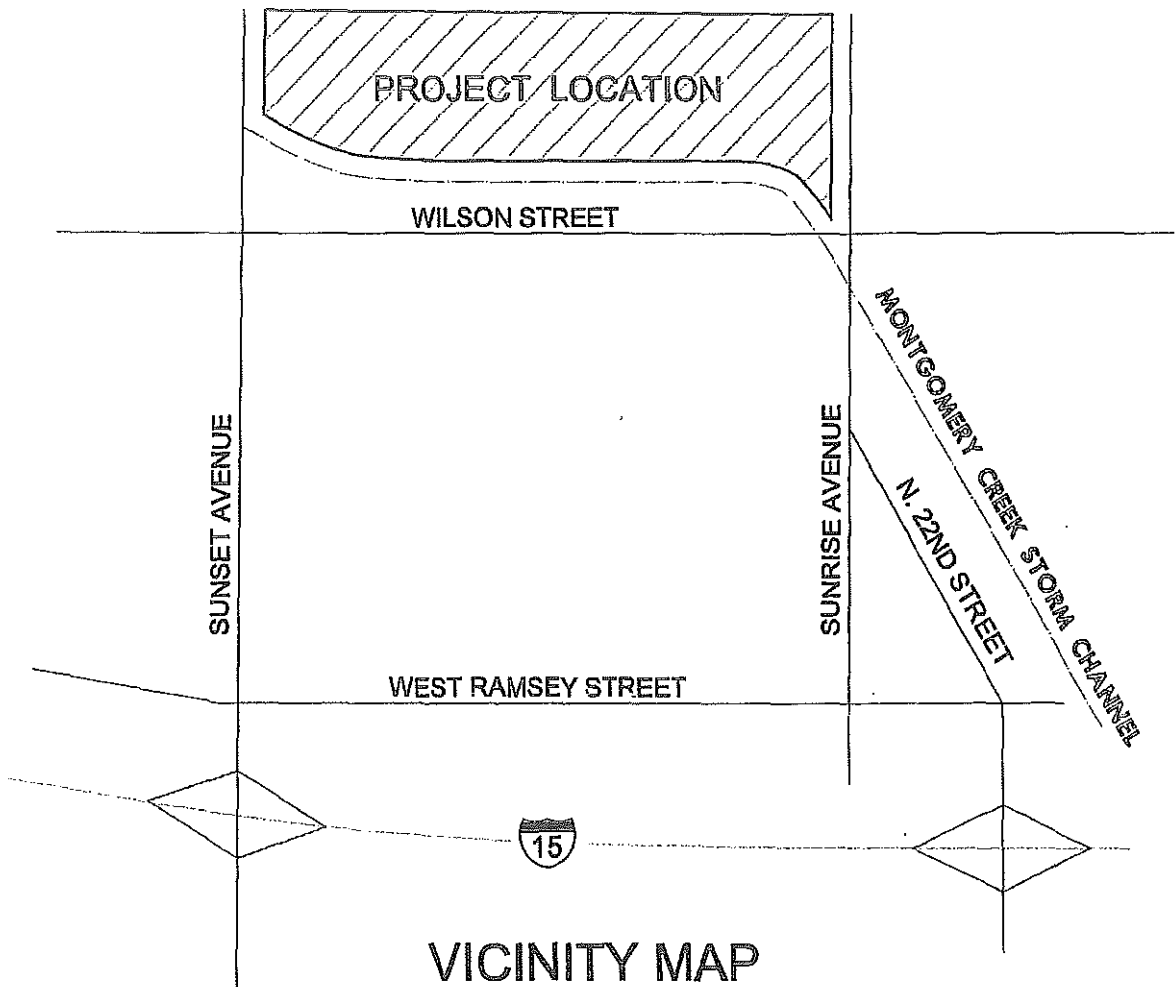 PROJECT LOCATION
WILSON STREET
MONTGOMERY CREEK STORM CHANNEL
SUNSET AVENUE
SUNRISE AVENUE
N. 22ND STREET
WEST RAMSEY STREET
15
VICINITY MAP